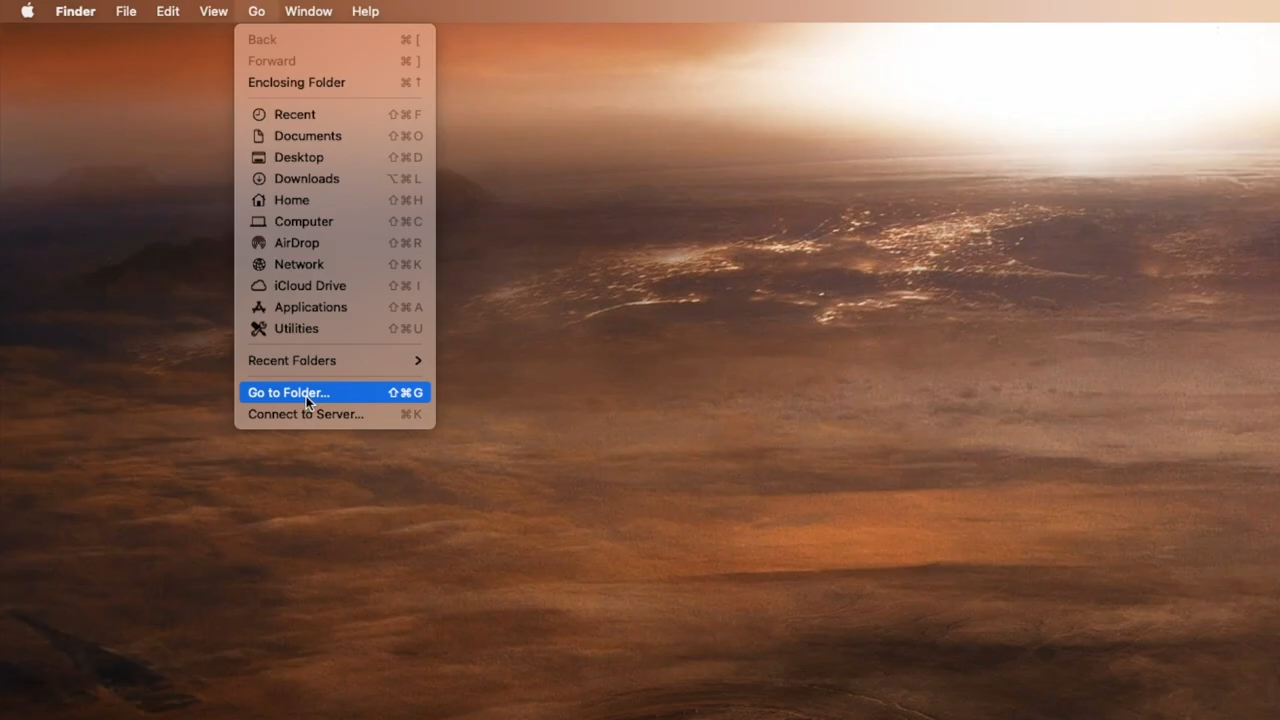 Finder File Edit View Go Window Help
Back ⌘ [
Forward ⌘ ]
Enclosing Folder ⌘ ↑
Recent ⇧⌘F
Documents ⇧⌘O
Desktop ⇧⌘D
Downloads ⌥⌘L
Home ⇧⌘H
Computer ⇧⌘C
AirDrop ⇧⌘R
Network ⇧⌘K
iCloud Drive ⇧⌘I
Applications ⇧⌘A
Utilities ⇧⌘U
Recent Folders
Go to Folder... ⇧⌘G
Connect to Server... ⌘K